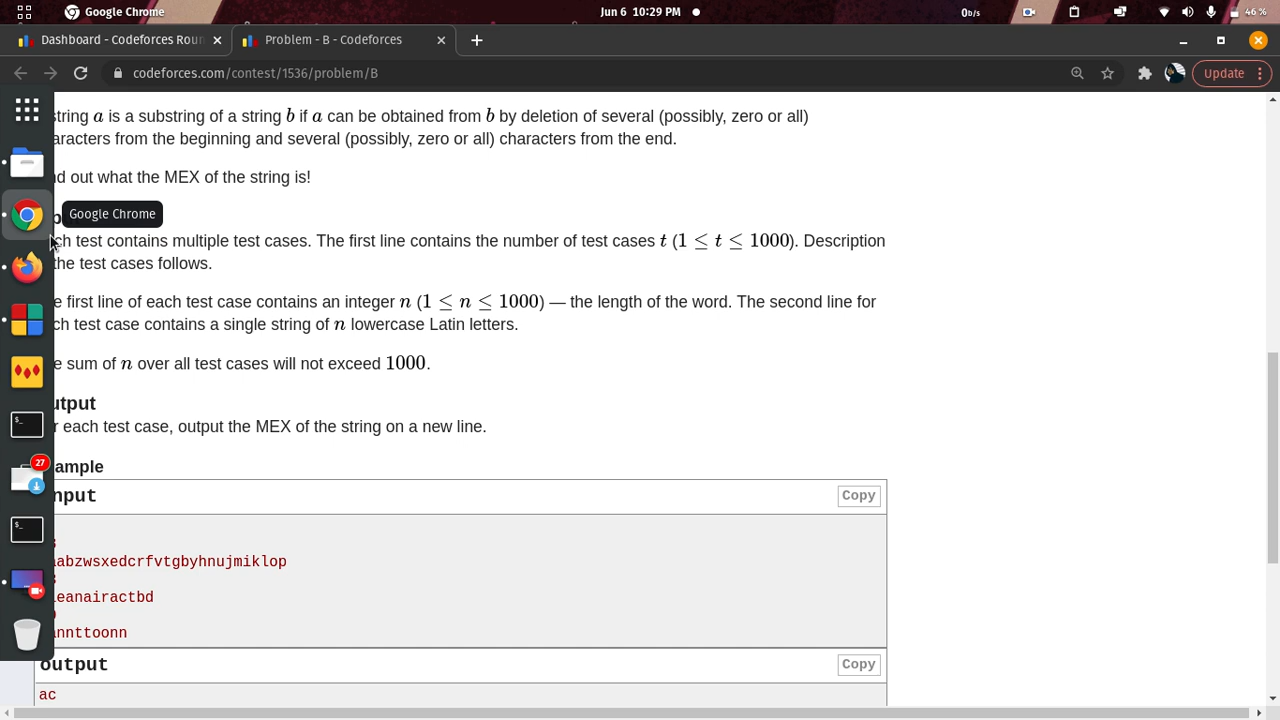 Google Chrome
Jun 6 10:29 PM
0b/s
46 %
Dashboard - Codeforces Roun
Problem - B - Codeforces
codeforces.com/contest/1536/problem/B
Update
tring a is a substring of a string b if a can be obtained from b by deletion of several (possibly, zero or all)
aracters from the beginning and several (possibly, zero or all) characters from the end.
d out what the MEX of the string is!
Google Chrome
ch test contains multiple test cases. The first line contains the number of test cases t (1 ≤ t ≤ 1000). Description
the test cases follows.
e first line of each test case contains an integer n (1 ≤ n ≤ 1000) — the length of the word. The second line for
ch test case contains a single string of n lowercase Latin letters.
e sum of n over all test cases will not exceed 1000.
utput
r each test case, output the MEX of the string on a new line.
ample
nput
Copy
abzwsxedcrfvtgbyhnujmiklop
27
eanairactbd
nnttoonn
output
Copy
ac